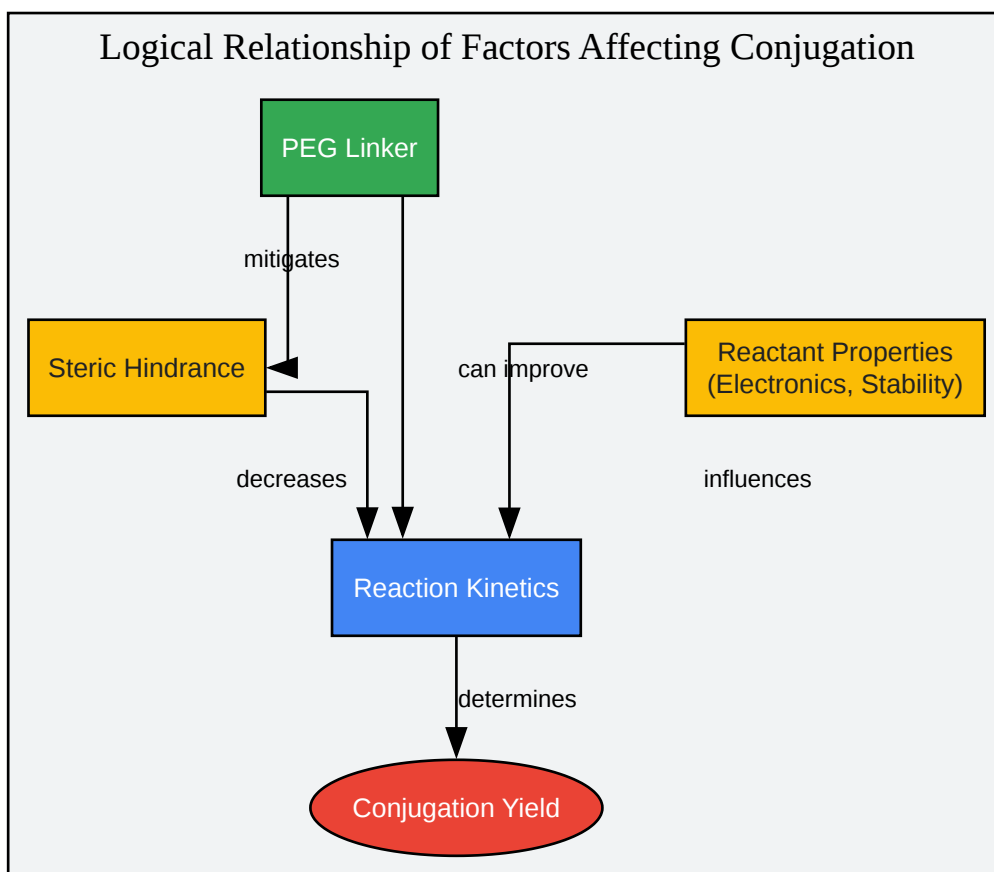 Logical Relationship of Factors Affecting Conjugation
PEG Linker
mitigates
Steric Hindrance
can improve
Reactant Properties
(Electronics, Stability)
decreases
influences
Reaction Kinetics
determines
Conjugation Yield